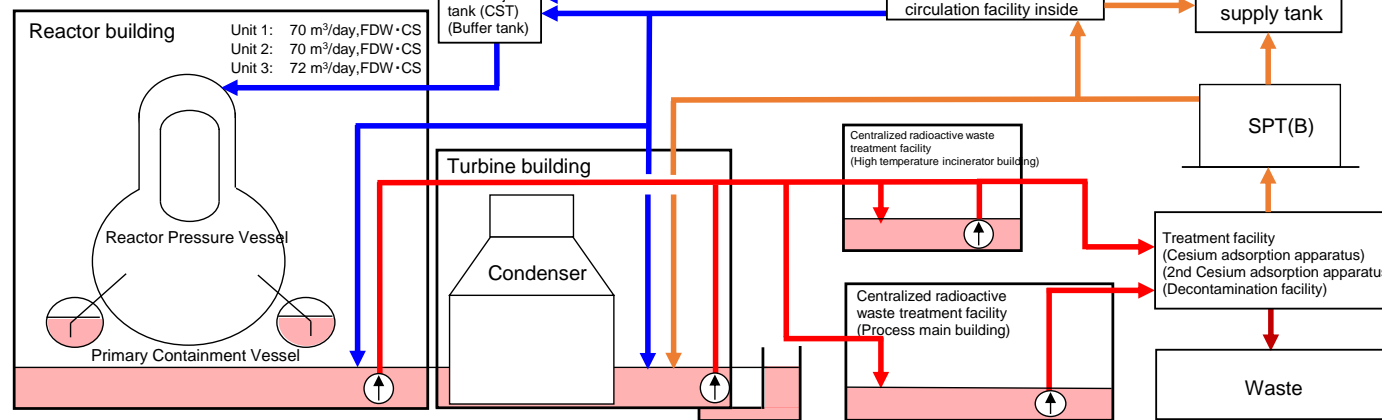 Reactor building
Unit 1: 70 m³/day,FDW・CS
Unit 2: 70 m³/day,FDW・CS
Unit 3: 72 m³/day,FDW・CS
tank (CST)
(Buffer tank)
circulation facility inside
supply tank
SPT(B)
Centralized radioactive waste
treatment facility
(High temperature incinerator building)
Turbine building
Reactor Pressure Vessel
Condenser
Treatment facility
(Cesium adsorption apparatus)
(2nd Cesium adsorption apparatus
(Decontamination facility)
Centralized radioactive
waste treatment facility
(Process main building)
Primary Containment Vessel
Waste